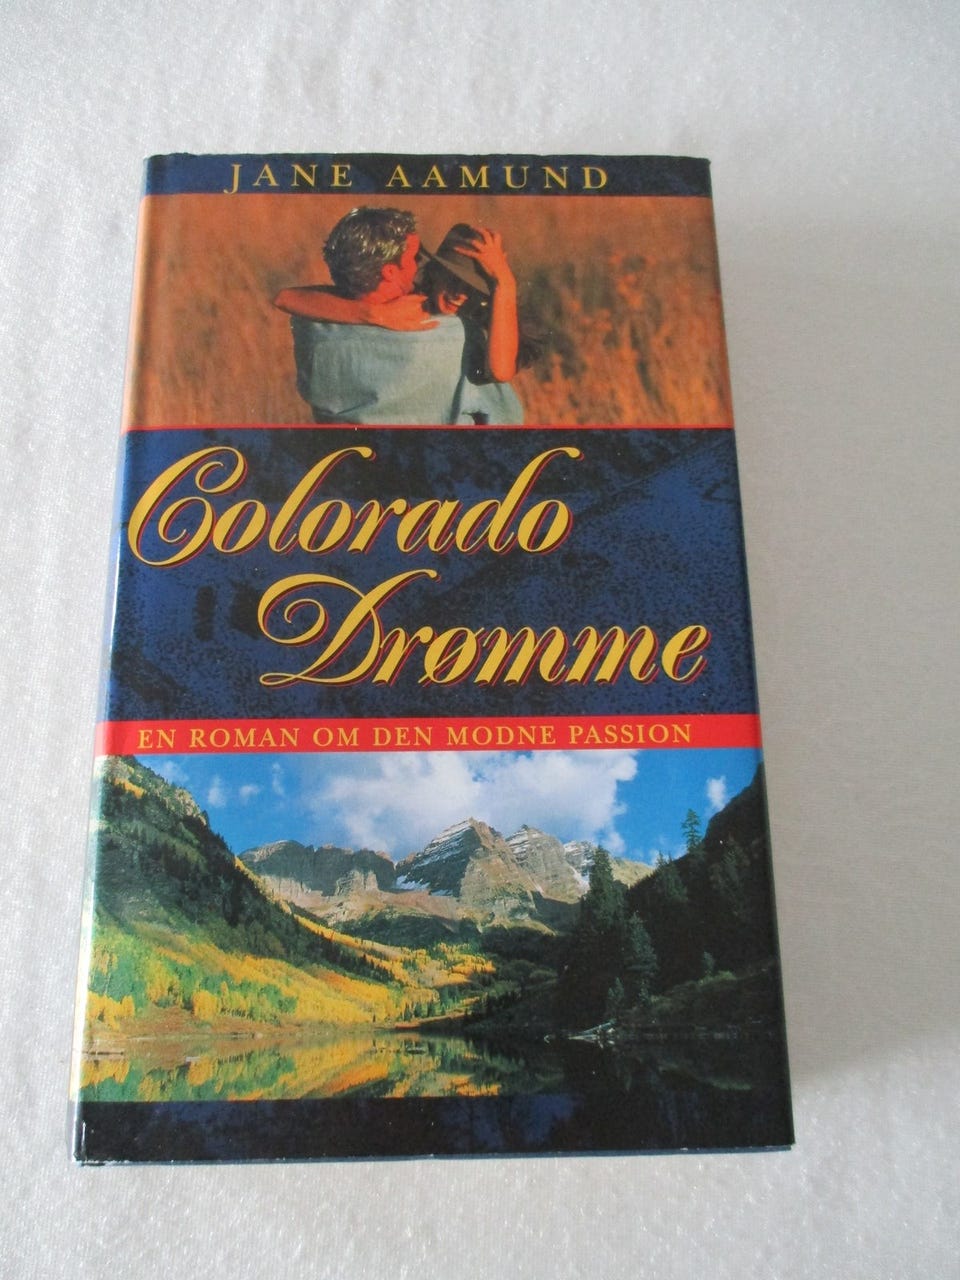 JANE AAMUND
Colorado
Drømme
EN ROMAN OM DEN MODNE PASSION